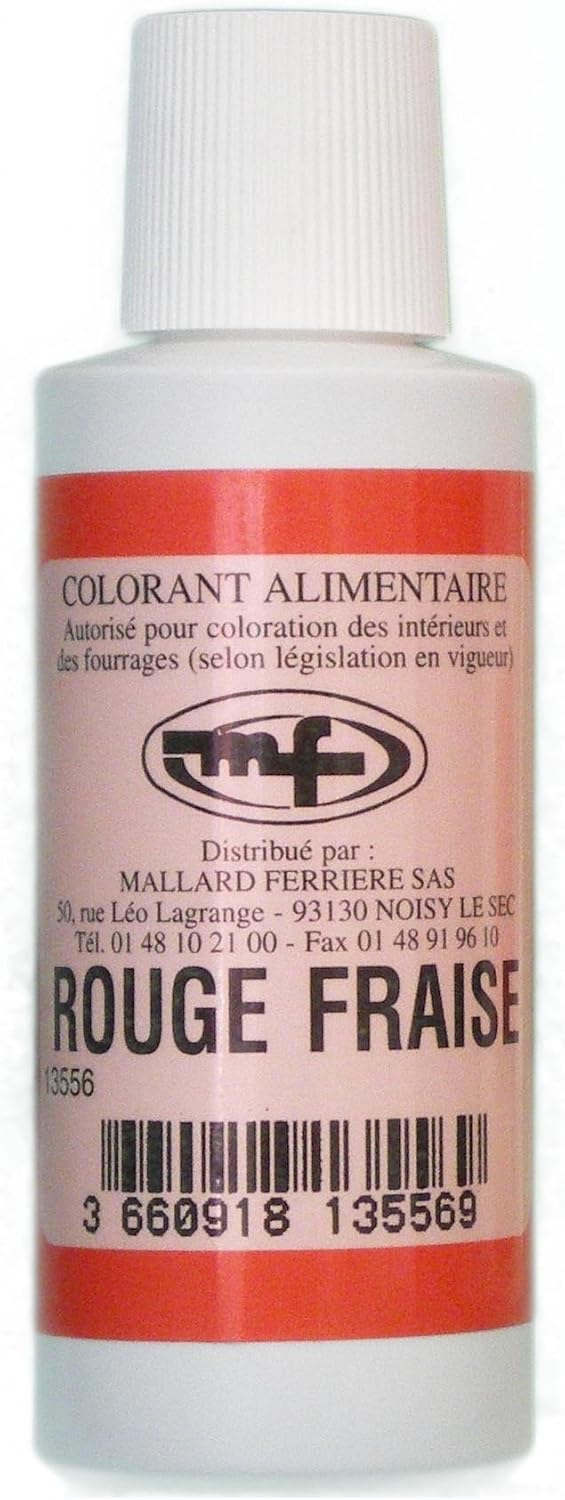 COLORANT ALIMENTAIRE
Autorisé pour coloration des intérieurs et
des fourrages (selon législation en vigueur)
mf
Distribué par :
MALLARD FERRIERE SAS
50, rue Léo Lagrange - 93130 NOISY LE SEC
Tél. 01 48 10 21 00 - Fax 01 48 91 96 10
ROUGE FRAISE
13556
3 660918 135569